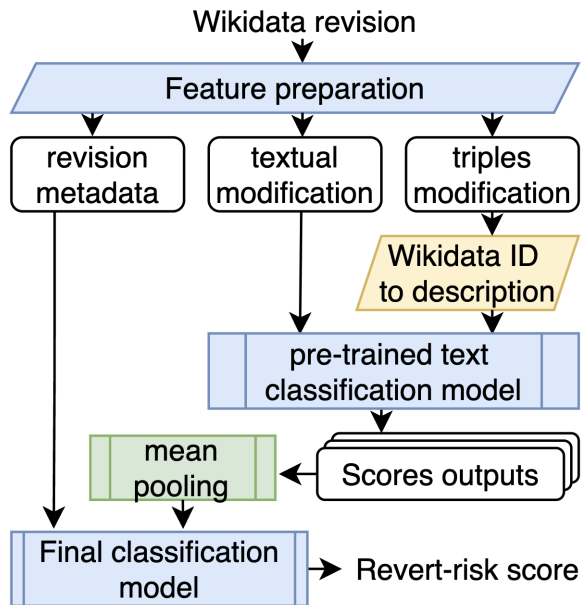 Wikidata revision
Feature preparation
revision
metadata
textual
modification
triples
modification
Wikidata ID
to description
pre-trained text
classification model
Scores outputs
mean
pooling
Final classification
model
Revert-risk score